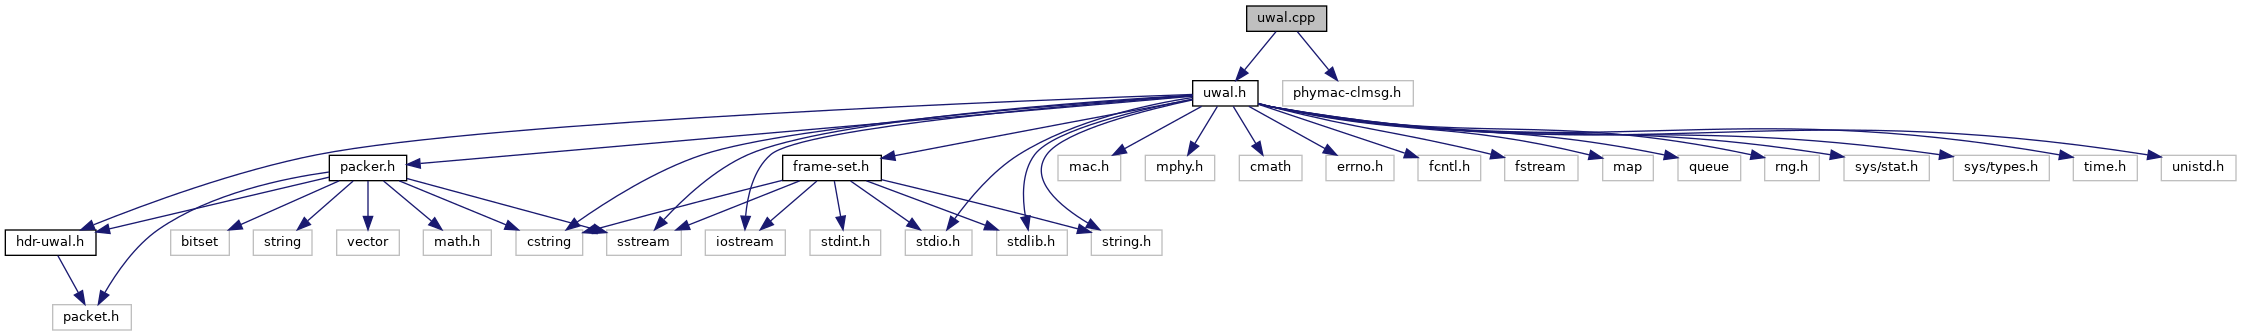 uwal.cpp
uwal.h
phymac-clmsg.h
packer.h
frame-set.h
mac.h
mphy.h
cmath
errno.h
fcntl.h
fstream
map
queue
rng.h
sys/stat.h
sys/types.h
time.h
unistd.h
hdr-uwal.h
bitset
string
vector
math.h
cstring
sstream
iostream
stdint.h
stdio.h
stdlib.h
string.h
packet.h